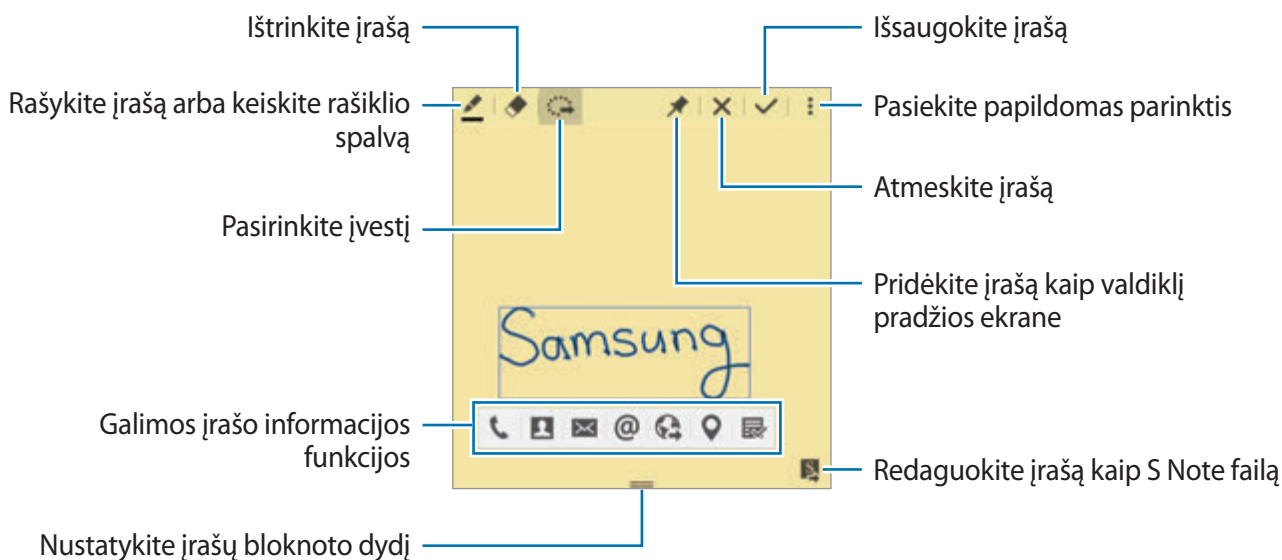 Ištrinkite įrašą
Išsaugokite įrašą
Rašykite įrašą arba keiskite rašiklio
spalvą
Pasiekite papildomas parinktis
Atmeskite įrašą
Pasirinkite įvestį
Pridėkite įrašą kaip valdiklį
pradžios ekrane
Samsung
Galimos įrašo informacijos
funkcijos
Redaguokite įrašą kaip S Note failą
Nustatykite įrašų bloknoto dydį